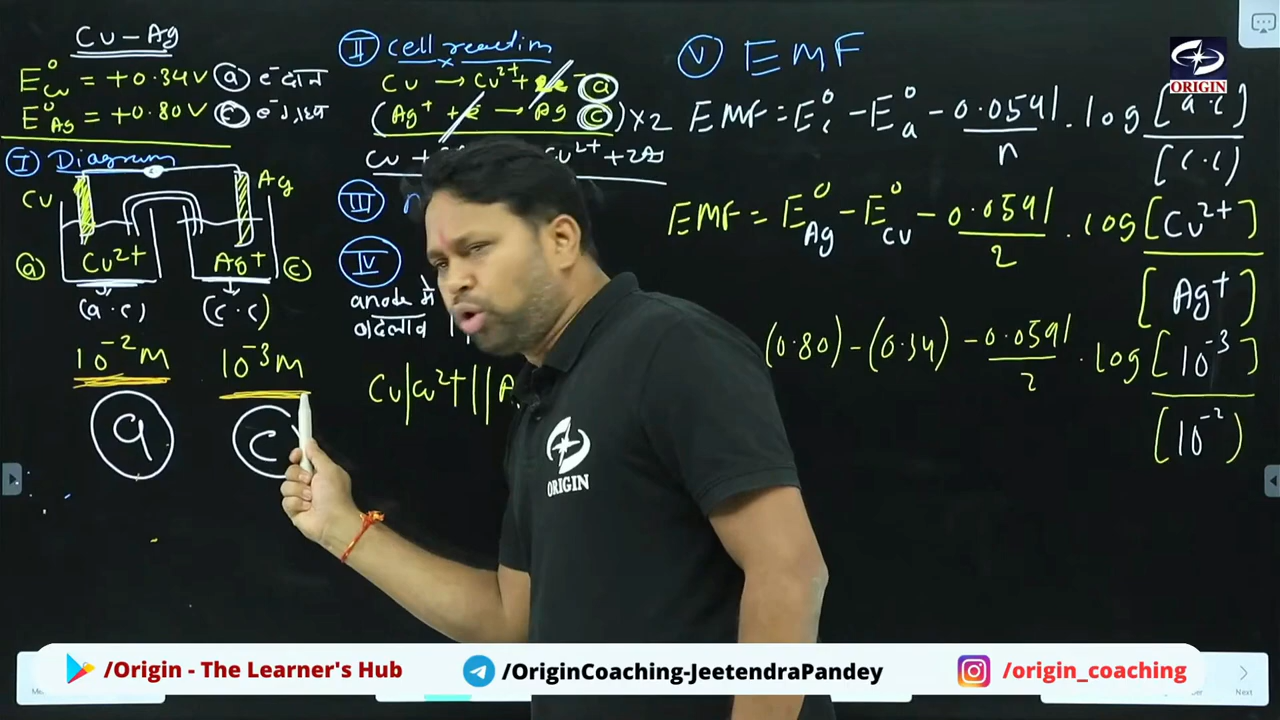 Cu – Ag
E°Cu = +0.34V (a) e⁻ दान
E°Ag = +0.80V (c) e⁻ ग्रहण
(I) Diagram
Cu
Ag
(a) Cu²⁺ Ag⁺ (c)
(a.c) (c.c)
10⁻²M 10⁻³M
a c
(II) Cell reaction
Cu → Cu²⁺ + 2e⁻ (a)
(Ag⁺ + e⁻ → Ag (c)) × 2
Cu + Cu²⁺ + 2Ag
(III) n
(IV)
anode में
बदलाव
Cu|Cu²⁺||A
(V) EMF
EMF = E°c – E°a – 0.0591/n . log [a.c]/[c.c]
EMF = E°Ag – E°Cu – 0.0591/2 . log [Cu²⁺]/[Ag⁺]
(0.80) – (0.34) – 0.0591/2 . log [10⁻³]/(10⁻²)
ORIGIN
ORIGIN
/Origin - The Learner's Hub
/OriginCoaching-JeetendraPandey
/origin_coaching
Next